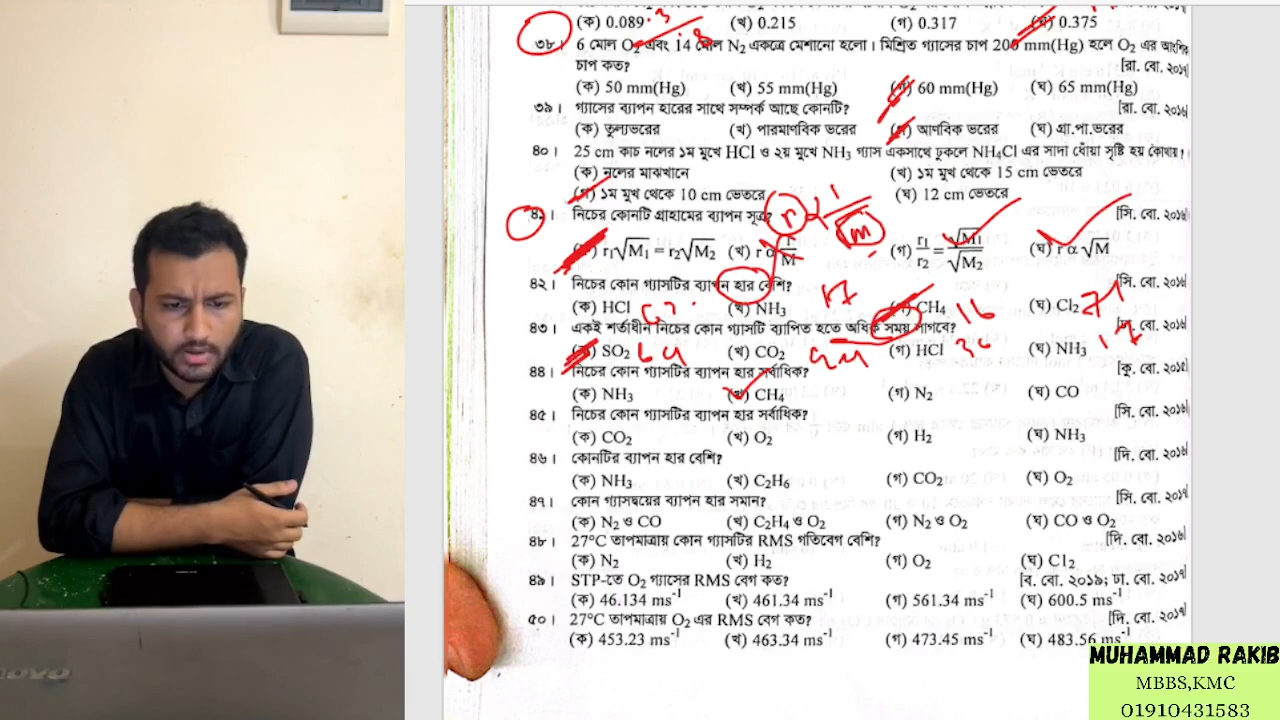 (ক) 0.089 (খ) 0.215 (গ) 0.317 (ঘ) 0.375
৩৮। 6 মোল O₂ এবং 14 মোল N₂ একত্রে মেশানো হলো। মিশ্রিত গ্যাসের চাপ 200 mm(Hg) হলে O₂ এর আংশিক
চাপ কত? [রা. বো. ২০১৭]
(ক) 50 mm(Hg) (খ) 55 mm(Hg) (গ) 60 mm(Hg) (ঘ) 65 mm(Hg)
৩৯। গ্যাসের ব্যাপন হারের সাথে সম্পর্ক আছে কোনটি? [রা. বো. ২০১৬]
(ক) তুল্যভরের (খ) পারমাণবিক ভরের (গ) আণবিক ভরের (ঘ) গ্রা.পা.ভরের
৪০। 25 cm কাচ নলের ১ম মুখে HCl ও ২য় মুখে NH₃ গ্যাস একসাথে ঢুকলে NH₄Cl এর সাদা ধোঁয়া সৃষ্টি হয় কোথায়?
(ক) নলের মাঝখানে (খ) ১ম মুখ থেকে 15 cm ভেতরে
(গ) ১ম মুখ থেকে 10 cm ভেতরে (ঘ) 12 cm ভেতরে
৪১। নিচের কোনটি গ্রাহামের ব্যাপন সূত্র? r ∝ 1/√m [সি. বো. ২০১৬]
r₁√M₁ = r₂√M₂ (খ) r ∝ 1/M (গ) r₁/r₂ = √M₁/√M₂ (ঘ) r ∝ √M
৪২। নিচের কোন গ্যাসটির ব্যাপন হার বেশি? [সি. বো. ২০১৬]
(ক) HCl (খ) NH₃ 17 CH₄ 16 (ঘ) Cl₂ 71
৪৩। একই শর্তাধীন নিচের কোন গ্যাসটি ব্যাপিত হতে অধিক সময় লাগবে? বো. ২০১৬]
SO₂ 64 (খ) CO₂ 44 (গ) HCl 36 (ঘ) NH₃ 17
৪৪। নিচের কোন গ্যাসটির ব্যাপন হার সর্বাধিক? [কু. বো. ২০১৫]
(ক) NH₃ (খ) CH₄ (গ) N₂ (ঘ) CO
৪৫। নিচের কোন গ্যাসটির ব্যাপন হার সর্বাধিক? [সি. বো. ২০১৬]
(ক) CO₂ (খ) O₂ (গ) H₂ (ঘ) NH₃
৪৬। কোনটির ব্যাপন হার বেশি? [দি. বো. ২০১৬]
(ক) NH₃ (খ) C₂H₆ (গ) CO₂ (ঘ) O₂
৪৭। কোন গ্যাসদ্বয়ের ব্যাপন হার সমান? [সি. বো. ২০১৭]
(ক) N₂ ও CO (খ) C₂H₄ ও O₂ (গ) N₂ ও O₂ (ঘ) CO ও O₂
৪৮। 27°C তাপমাত্রায় কোন গ্যাসটির RMS গতিবেগ বেশি? [দি. বো. ২০১৬]
(ক) N₂ (খ) H₂ (গ) O₂ (ঘ) Cl₂
৪৯। STP-তে O₂ গ্যাসের RMS বেগ কত? [ব. বো. ২০১৯; ঢা. বো. ২০১৭]
(ক) 46.134 ms⁻¹ (খ) 461.34 ms⁻¹ (গ) 561.34 ms⁻¹ (ঘ) 600.5 ms⁻¹
৫০। 27°C তাপমাত্রায় O₂ এর RMS বেগ কত? [দি. বো. ২০১৭]
(ক) 453.23 ms⁻¹ (খ) 463.34 ms⁻¹ (গ) 473.45 ms⁻¹ (ঘ) 483.56 ms⁻¹
MUHAMMAD RAKIB
MBBS,KMC
01910431583